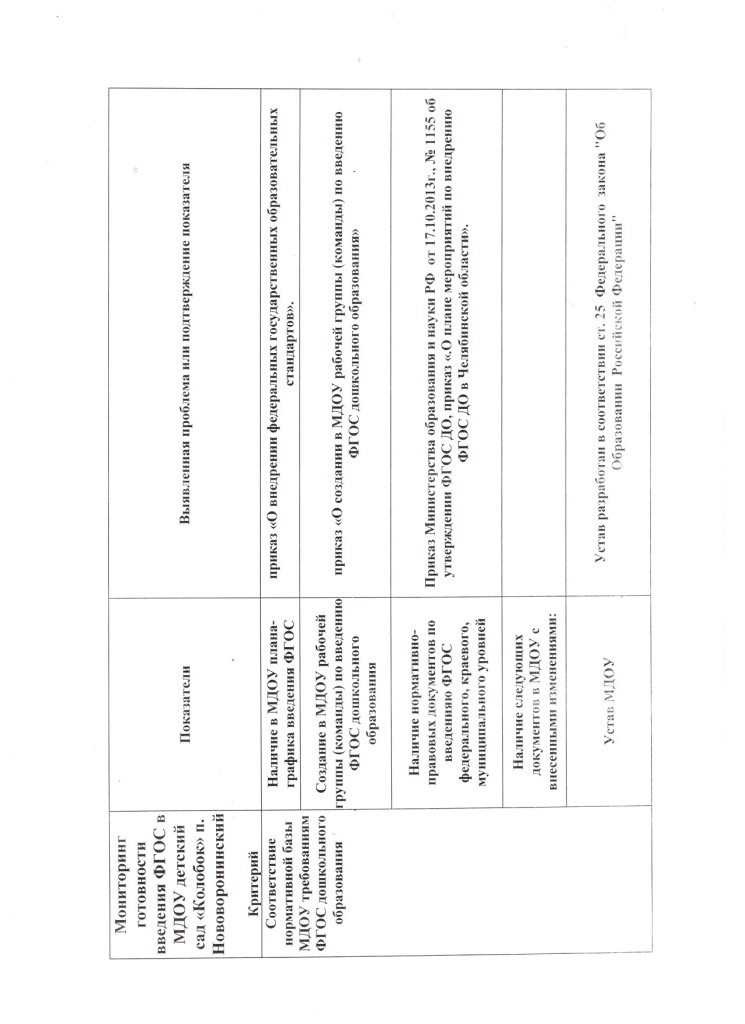 Мониторинг
готовности
введения ФГОС в
МДОУ детский
сад «Колобок» п.
Нововоронинский
Критерий
Показатели
Выявленная проблема или подтверждение показателя
Соответствие
нормативной базы
МДОУ требованиям
ФГОС дошкольного
образования
Наличие в МДОУ плана-
графика введения ФГОС
приказ «О внедрении федеральных государственных образовательных
стандартов».
Создание в МДОУ рабочей
группы (команды) по введению
ФГОС дошкольного
образования
приказ «О создании в МДОУ рабочей группы (команды) по введению
ФГОС дошкольного образования»
Наличие нормативно-
правовых документов по
введениюю ФГОС
федерального, краевого,
муниципального уровней
Приказ Министерства образования и науки РФ от 17.10.2013г., № 1155 об
утверждении ФГОС ДО, приказ «.О плане мероприятий по внедрению
ФГОС ДО в Челябинской области».
Наличие следующих
документов в МДОУ с
внесенными изменениями:
Устав МДОУ
Устав разработан в соответствии ст. 25 Федерального закона "Об
Образовании Российской Федерации"